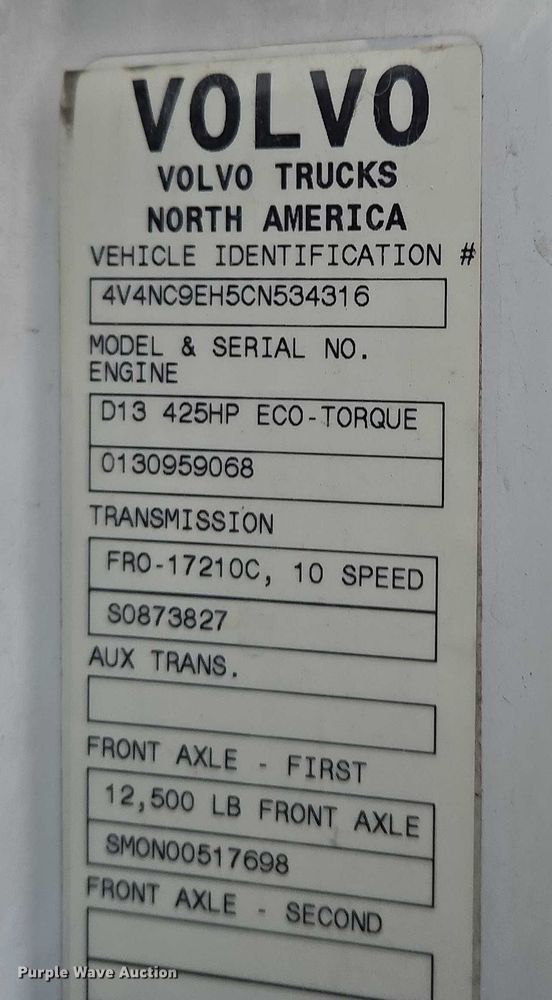 VOLVO
VOLVO TRUCKS
NORTH AMERICA
VEHICLE IDENTIFICATION #
4V4NC9EH5CN534316
MODEL & SERIAL NO.
ENGINE
D13 425HP ECO-TORQUE
0130959068
TRANSMISSION
FRO-17210C, 10 SPEED
S0873827
AUX TRANS.
FRONT AXLE - FIRST
12,500 LB FRONT AXLE
SMON00517698
FRONT AXLE - SECOND
Purple Wave Auction